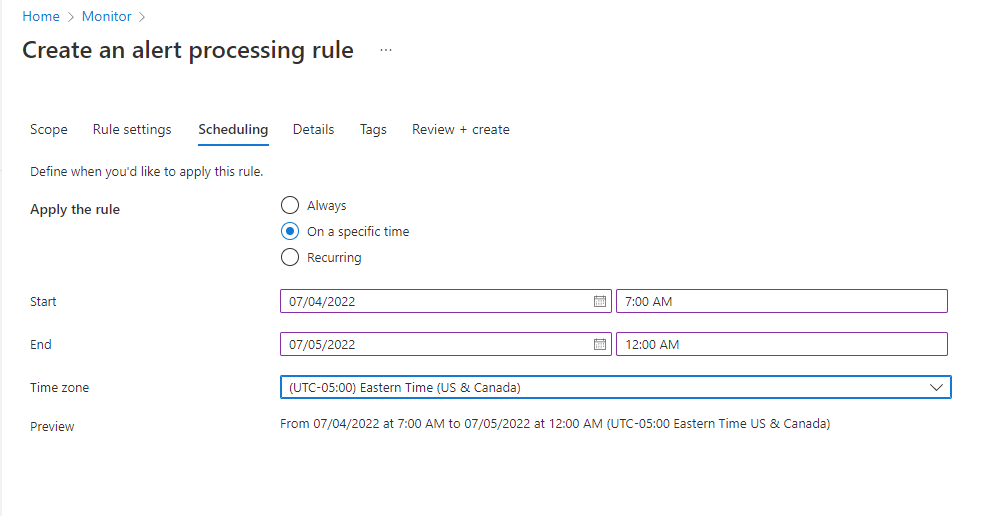 Home > Monitor >
Create an alert processing rule ...
Scope Rule settings Scheduling Details Tags Review + create
Define when you'd like to apply this rule.
Apply the rule
Always
On a specific time
Recurring
Start 07/04/2022 7:00 AM
End 07/05/2022 12:00 AM
Time zone (UTC-05:00) Eastern Time (US & Canada)
Preview From 07/04/2022 at 7:00 AM to 07/05/2022 at 12:00 AM (UTC-05:00 Eastern Time US & Canada)